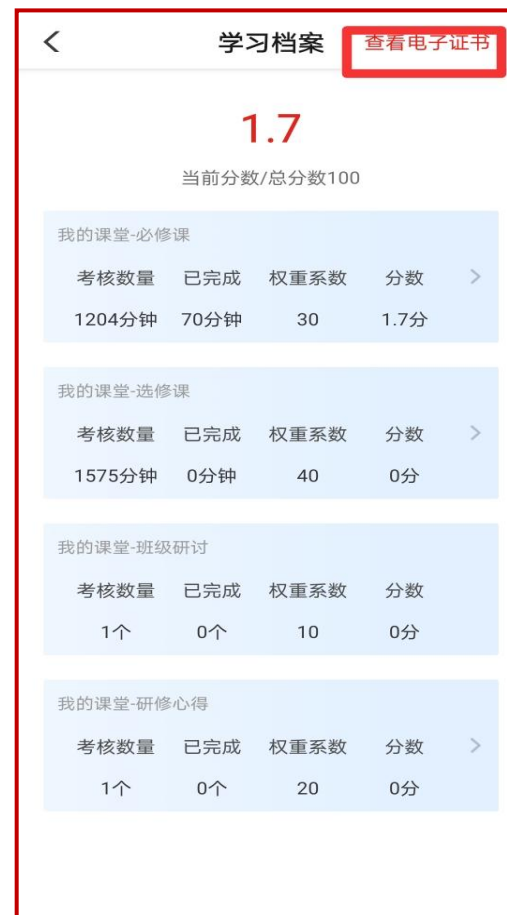 学习档案 查看电子证书
1.7
当前分数/总分数100
我的课堂-必修课
考核数量 已完成 权重系数 分数
1204分钟 70分钟 30 1.7分
我的课堂-选修课
考核数量 已完成 权重系数 分数
1575分钟 0分钟 40 0分
我的课堂-班级研讨
考核数量 已完成 权重系数 分数
1个 0个 10 0分
我的课堂-研修心得
考核数量 已完成 权重系数 分数
1个 0个 20 0分